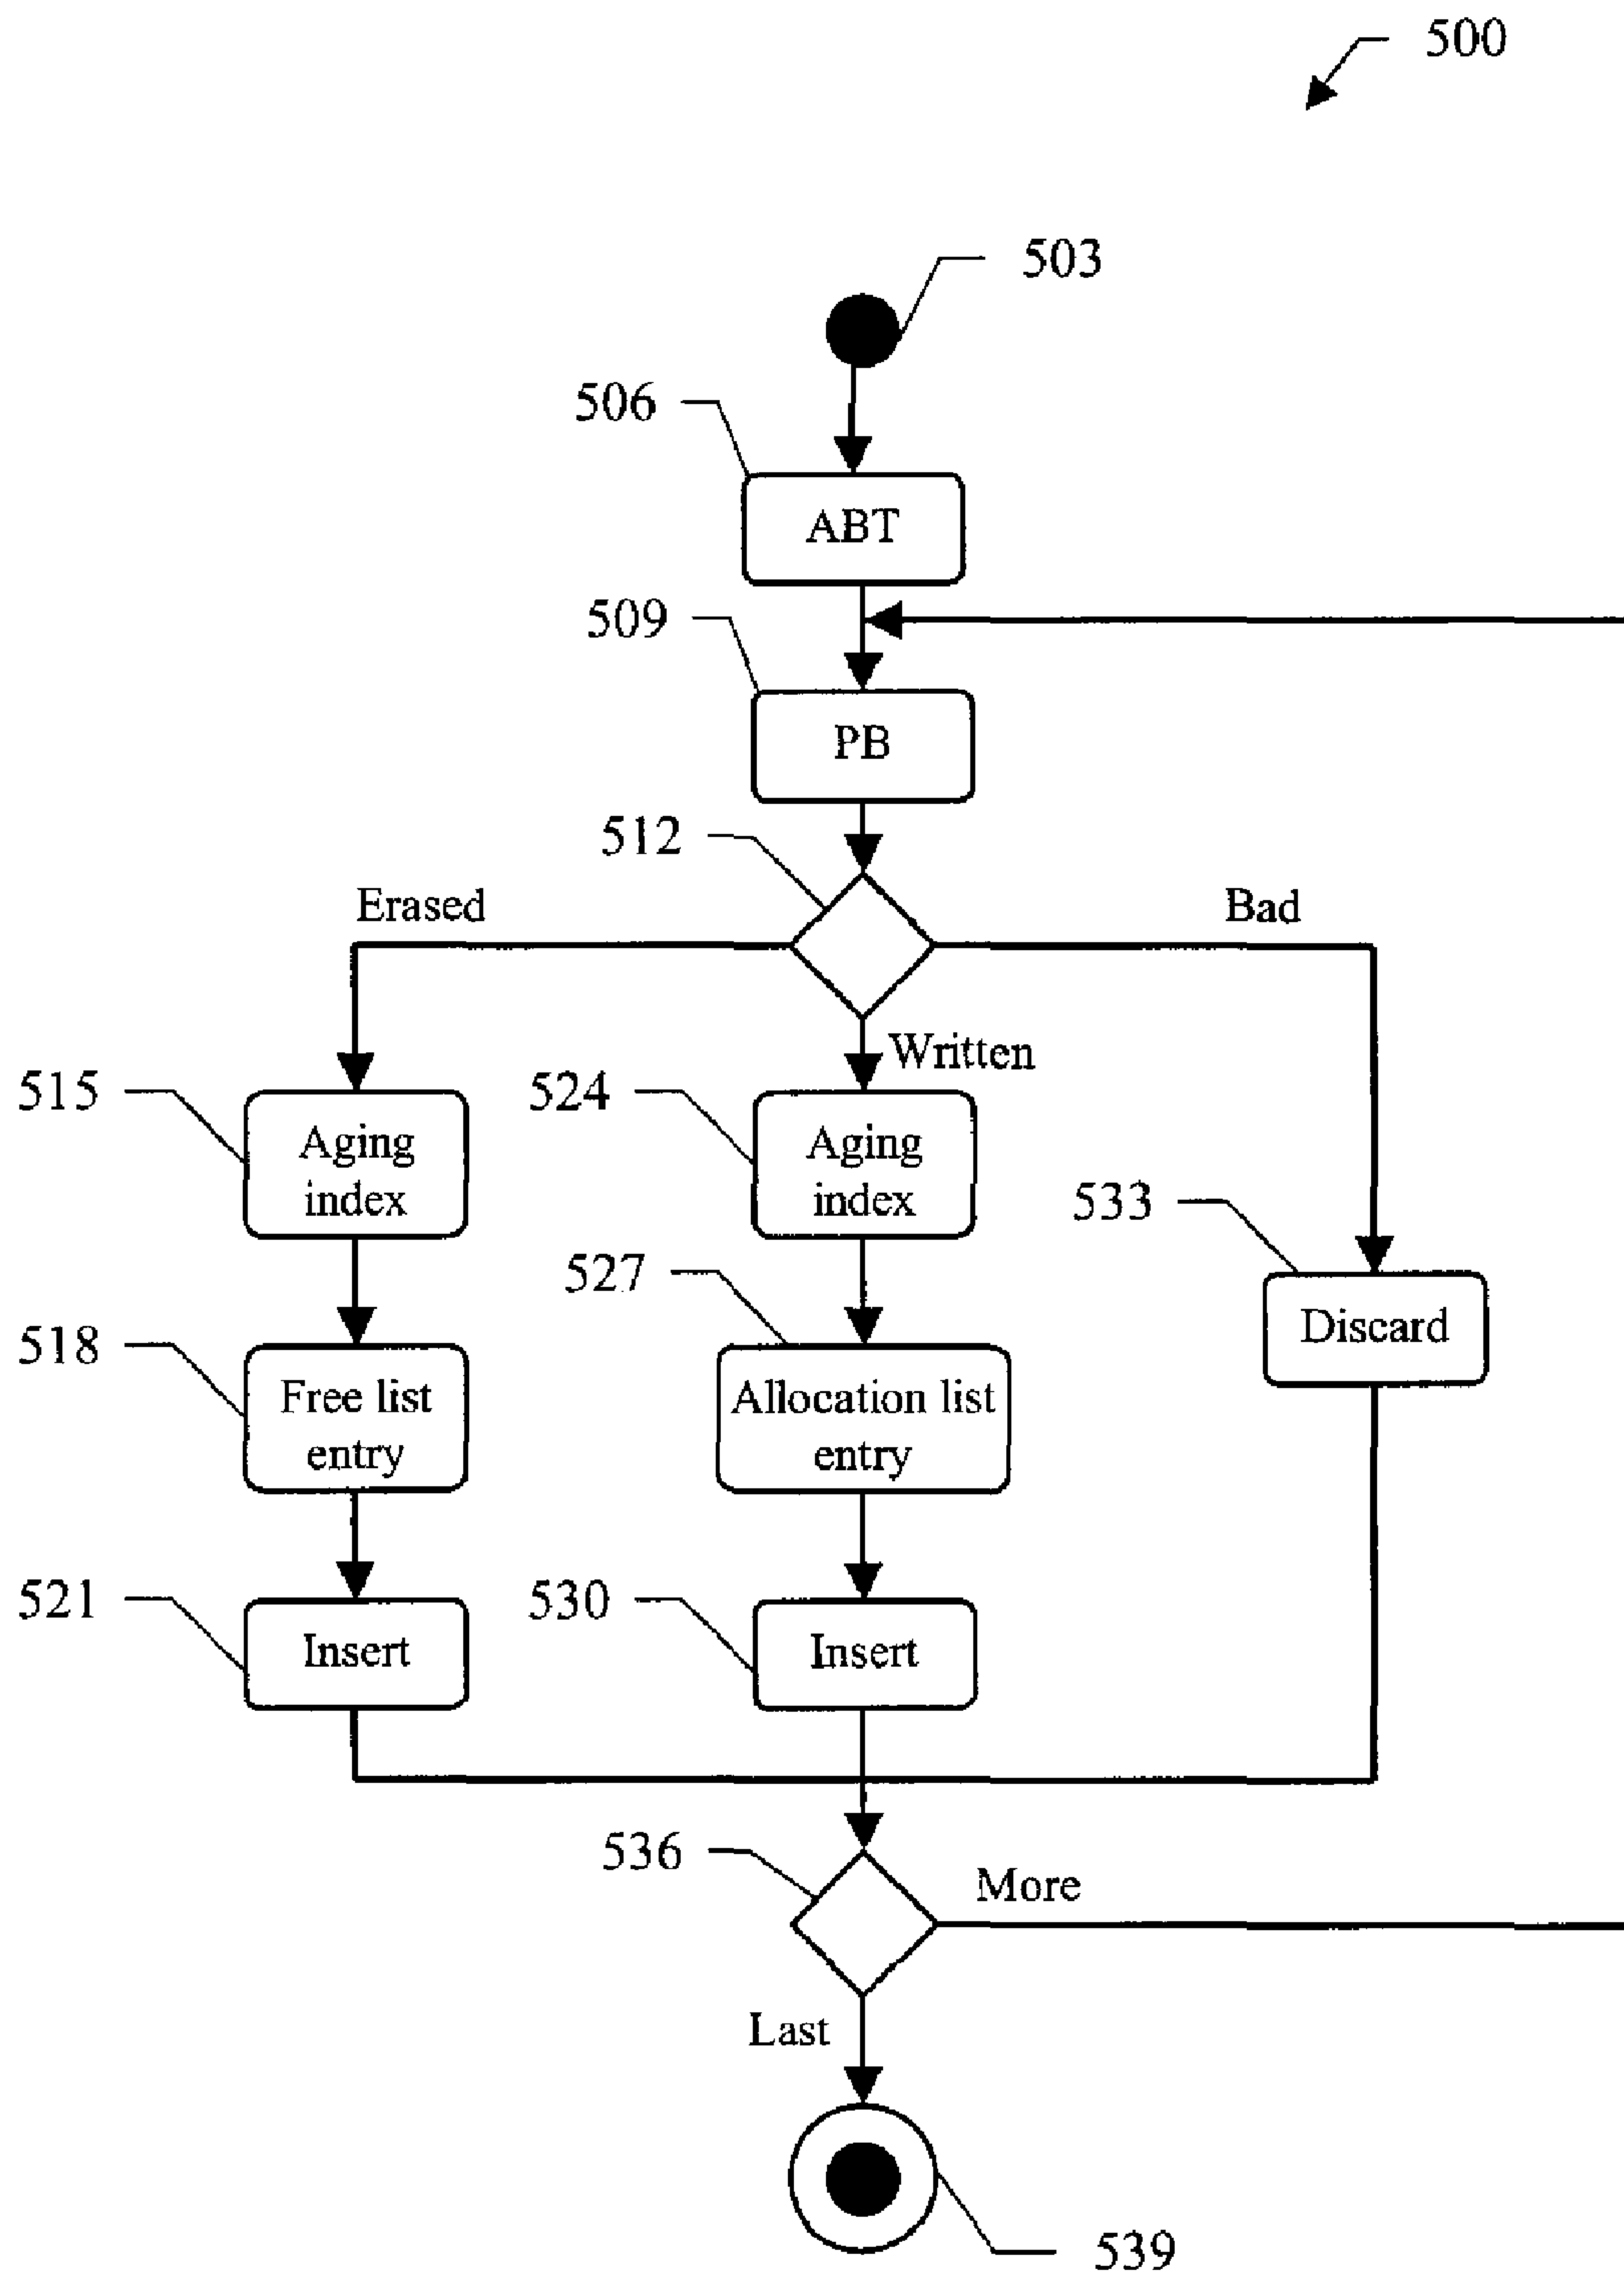 500
503
506
ABT
509
PB
512
Erased
Bad
Written
515
Aging
index
524
Aging
index
533
Discard
518
Free list
entry
527
Allocation list
entry
521
Insert
530
Insert
536
More
Last
539